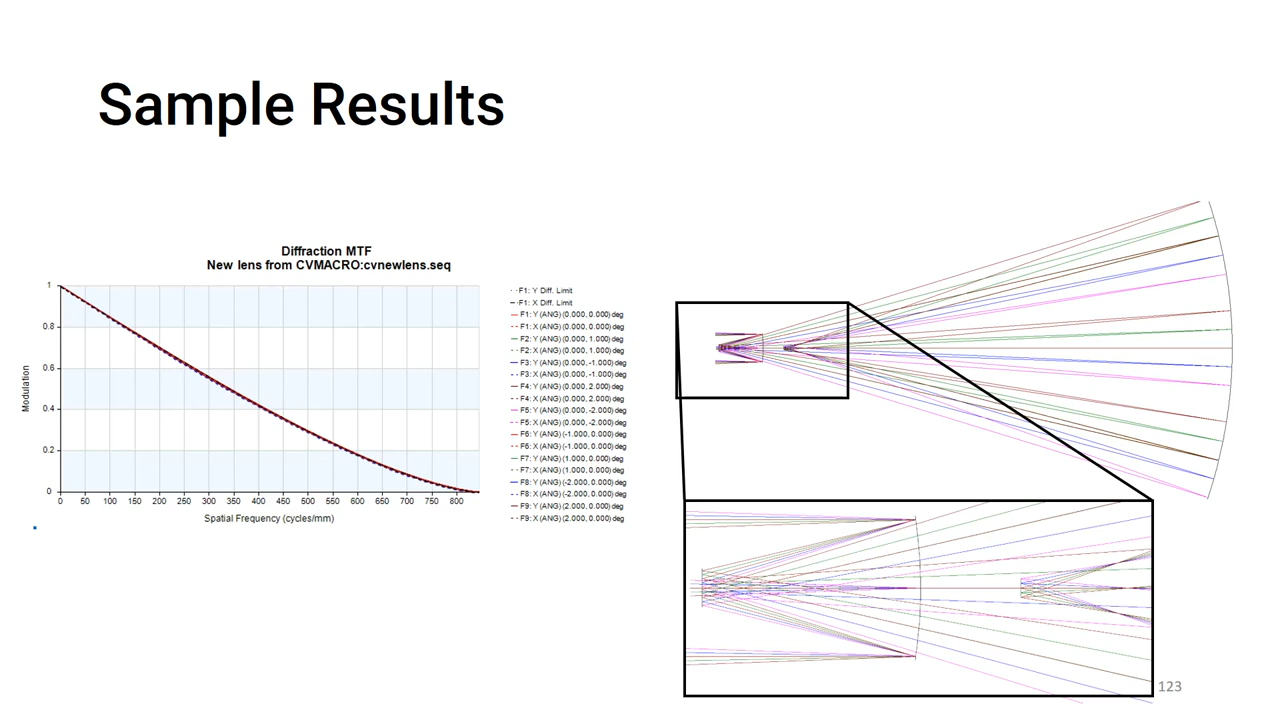 Sample Results
Diffraction MTF
New lens from CVMACRO:cvnewlens.seq
Modulation
1
0.8
0.6
0.4
0.2
0
0 50 100 150 200 250 300 350 400 450 500 550 600 650 700 750 800
Spatial Frequency (cycles/mm)
F1: Y Diff. Limit
F1: X Diff. Limit
F1: Y (ANG) (0.000, 0.000) deg
F1: X (ANG) (0.000, 0.000) deg
F2: Y (ANG) (0.000, 1.000) deg
F2: X (ANG) (0.000, 1.000) deg
F3: Y (ANG) (0.000, -1.000) deg
F3: X (ANG) (0.000, -1.000) deg
F4: Y (ANG) (0.000, 2.000) deg
F4: X (ANG) (0.000, 2.000) deg
F5: Y (ANG) (0.000, -2.000) deg
F5: X (ANG) (0.000, -2.000) deg
F6: Y (ANG) (-1.000, 0.000) deg
F6: X (ANG) (-1.000, 0.000) deg
F7: Y (ANG) (1.000, 0.000) deg
F7: X (ANG) (1.000, 0.000) deg
F8: Y (ANG) (-2.000, 0.000) deg
F8: X (ANG) (-2.000, 0.000) deg
F9: Y (ANG) (2.000, 0.000) deg
F9: X (ANG) (2.000, 0.000) deg
123